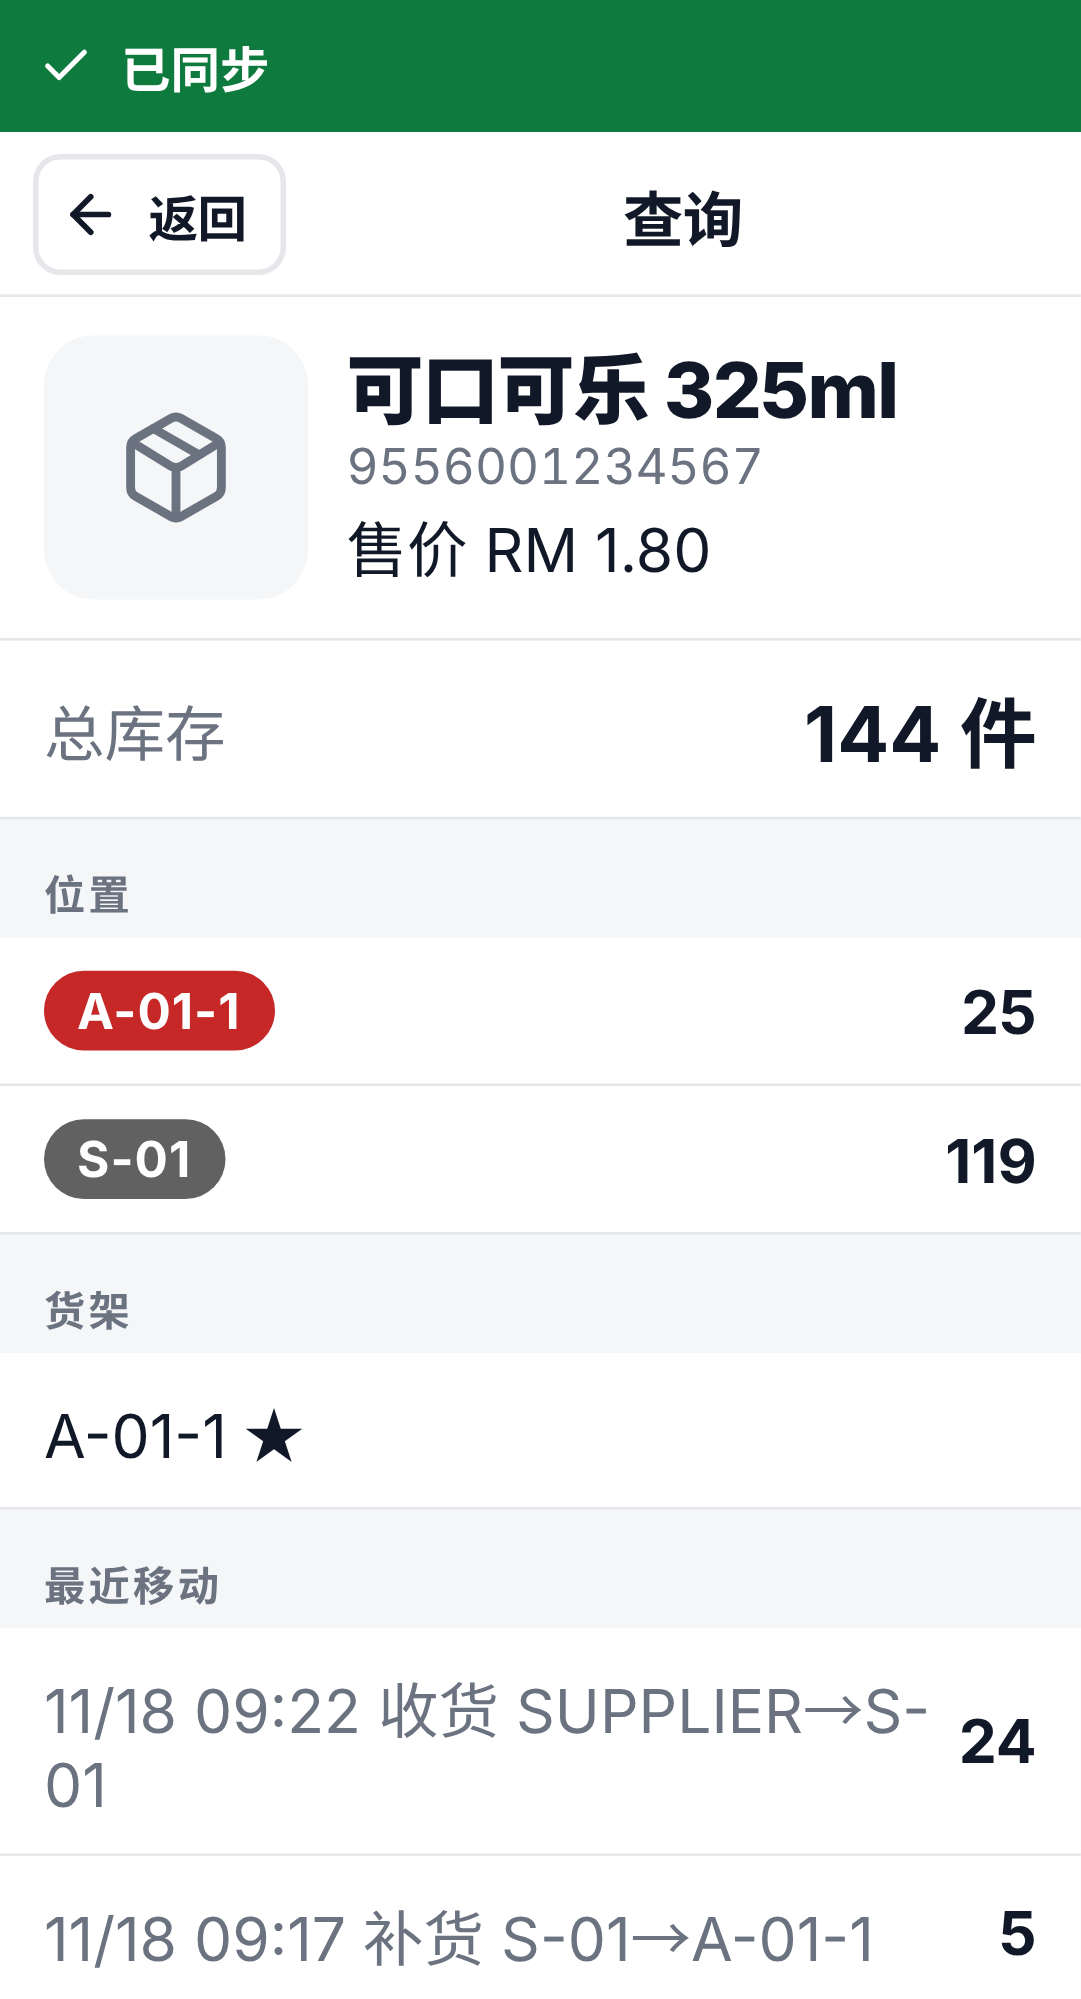 已同步
返回
查询
可口可乐 325ml
9556001234567
售价 RM 1.80
总库存
144 件
位置
A-01-1
25
S-01
119
货架
A-01-1 ★
最近移动
11/18 09:22 收货 SUPPLIER→S-
01
24
11/18 09:17 补货 S-01→A-01-1
5